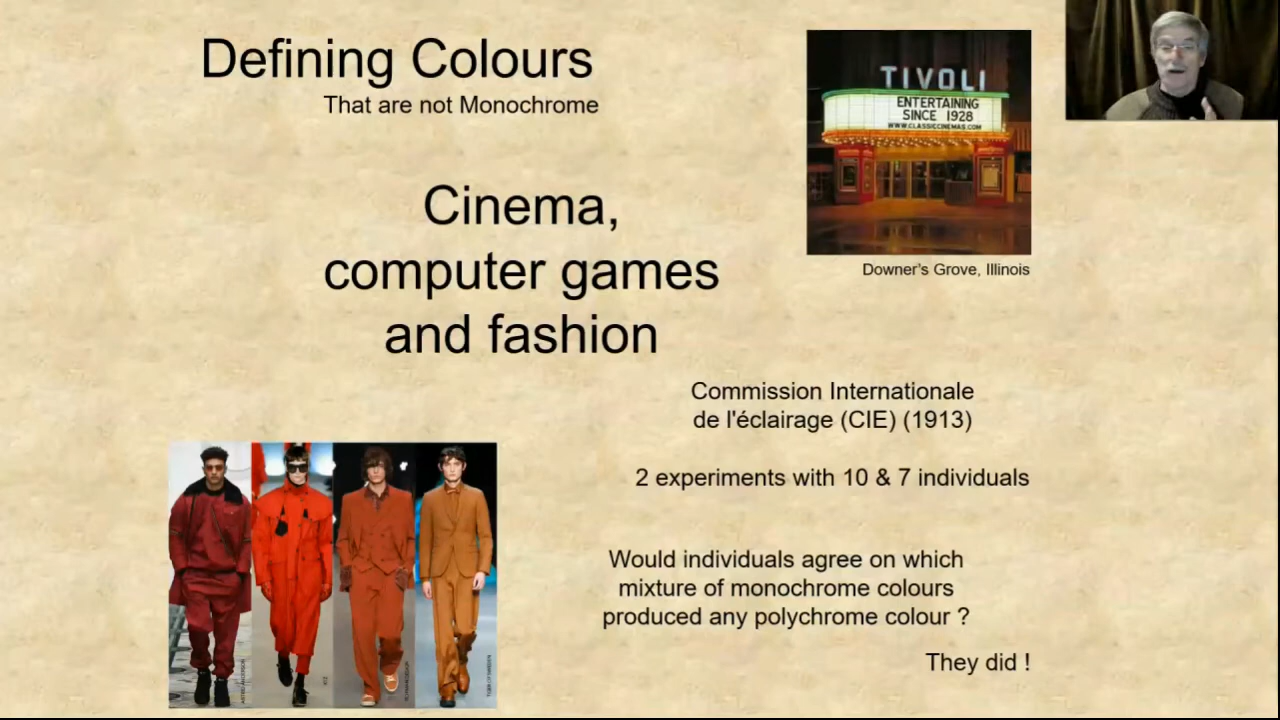 Defining Colours
That are not Monochrome
TIVOLI
ENTERTAINING
SINCE 1928
WWW.CLASSICCINEMAS.COM
Downer's Grove, Illinois
Cinema,
computer games
and fashion
Commission Internationale
de l'éclairage (CIE) (1913)
2 experiments with 10 & 7 individuals
Would individuals agree on which
mixture of monochrome colours
produced any polychrome colour ?
They did !